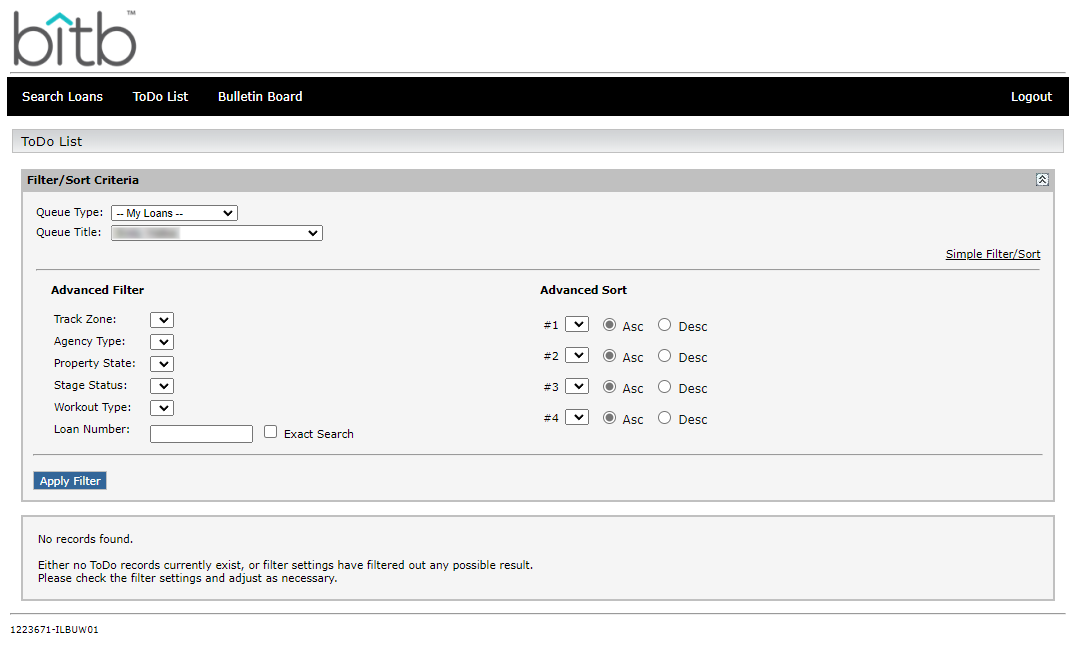 bitb™
Search Loans ToDo List Bulletin Board Logout
ToDo List
Filter/Sort Criteria
Queue Type: -- My Loans --
Queue Title:
Simple Filter/Sort
Advanced Filter Advanced Sort
Track Zone: #1 Asc Desc
Agency Type:
Property State: #2 Asc Desc
Stage Status: #3 Asc Desc
Workout Type:
Loan Number: Exact Search #4 Asc Desc
Apply Filter
No records found.
Either no ToDo records currently exist, or filter settings have filtered out any possible result.
Please check the filter settings and adjust as necessary.
1223671-ILBUW01